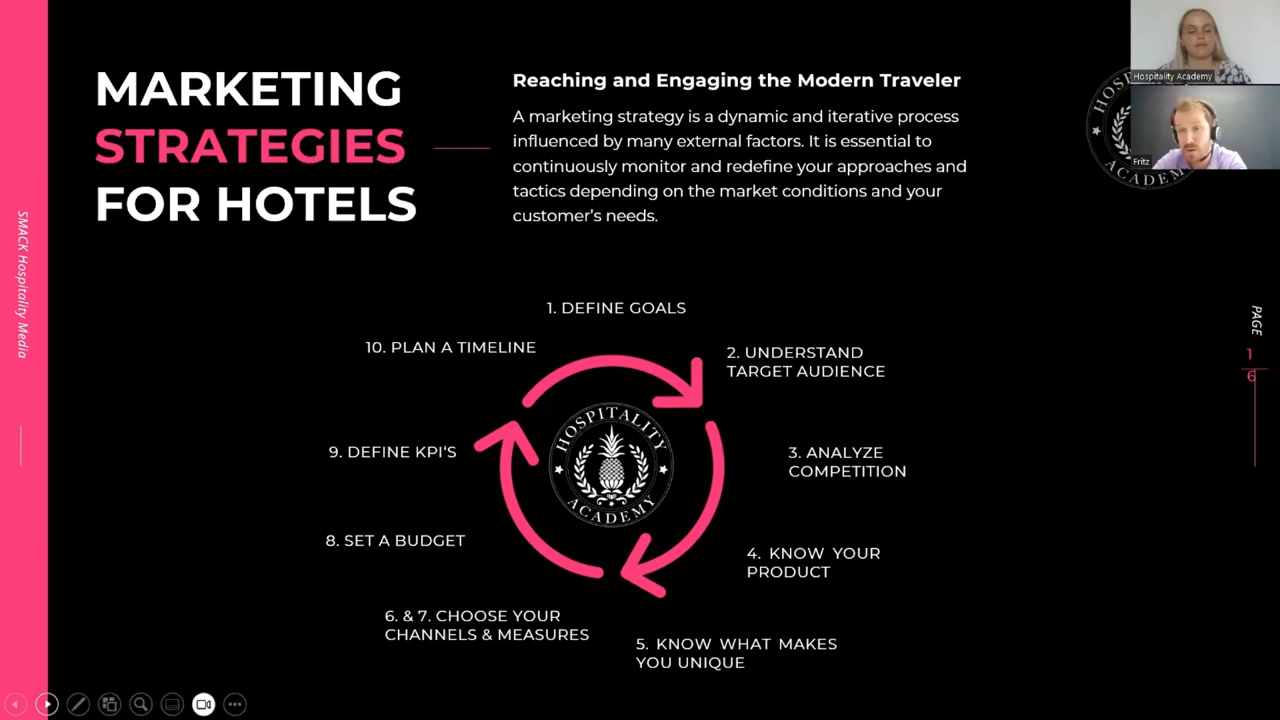 MARKETING
STRATEGIES
FOR HOTELS
Reaching and Engaging the Modern Traveler
A marketing strategy is a dynamic and iterative process
influenced by many external factors. It is essential to
continuously monitor and redefine your approaches and
tactics depending on the market conditions and your
customer's needs.
Hospitality Academy
Fritz
HOSP
ACADEMY
SMACK Hospitality Media
PAGE
1
6
1. DEFINE GOALS
10. PLAN A TIMELINE
2. UNDERSTAND
TARGET AUDIENCE
HOSPITALITY
ACADEMY
9. DEFINE KPI'S
3. ANALYZE
COMPETITION
8. SET A BUDGET
4. KNOW YOUR
PRODUCT
6. & 7. CHOOSE YOUR
CHANNELS & MEASURES
5. KNOW WHAT MAKES
YOU UNIQUE